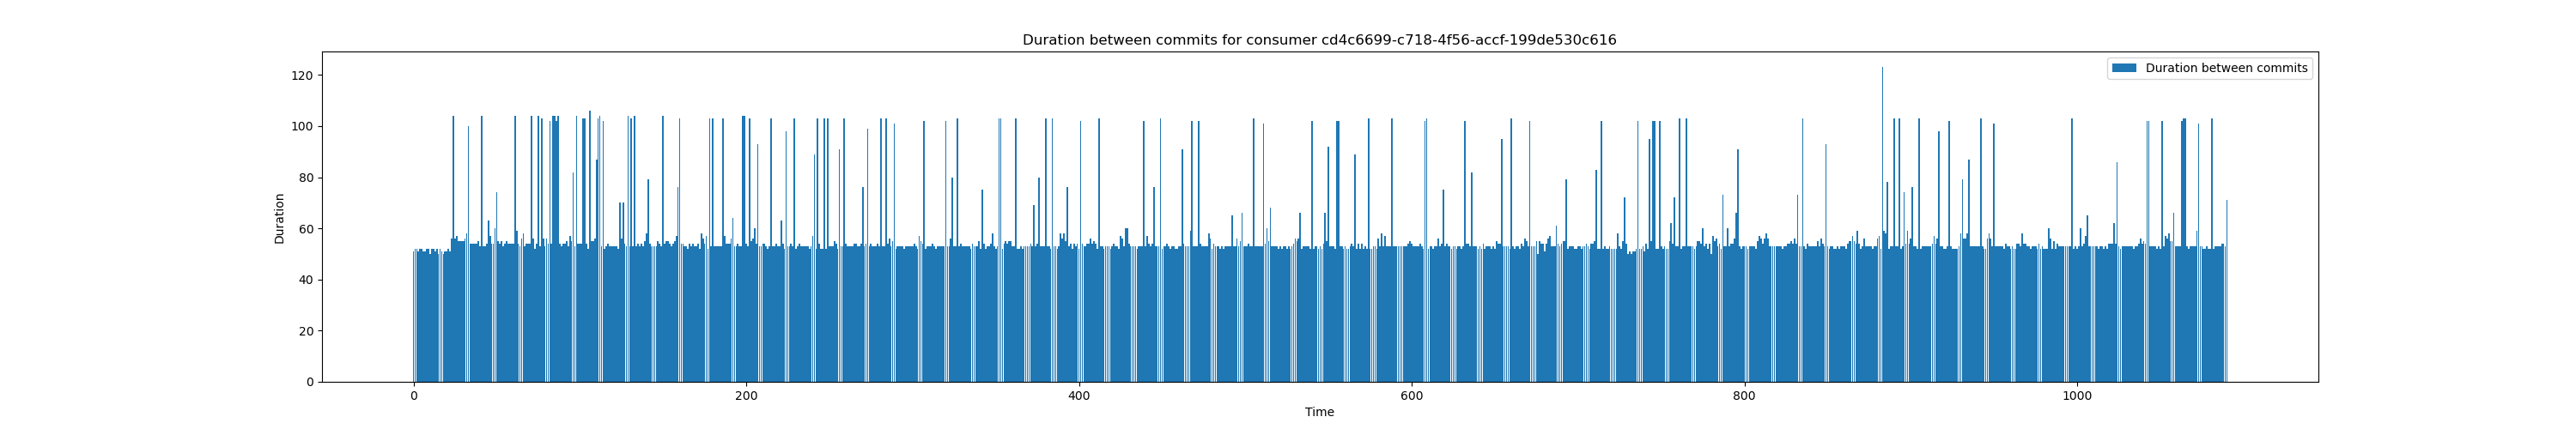 Duration between commits for consumer cd4c6699-c718-4f56-accf-199de530c616
Duration between commits
120
100
80
60
40
20
0
Duration
0 200 400 600 800 1000
Time